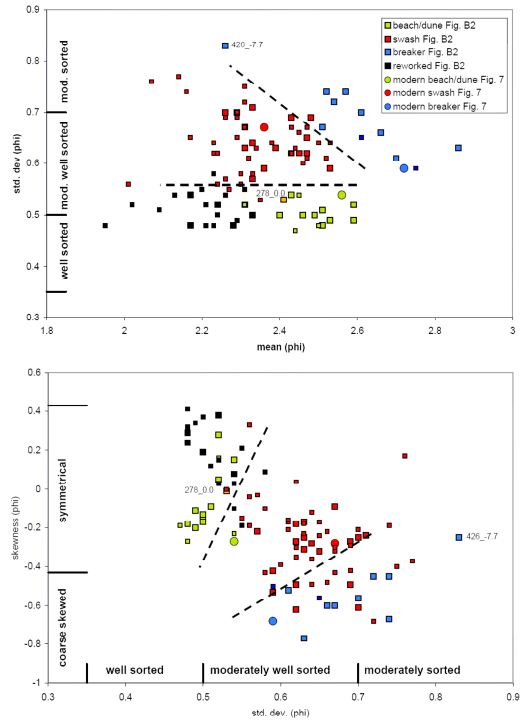 0.9
0.8
0.7
0.6
0.5
0.4
0.3
std. dev (phi)
mod. sorted
mod. well sorted
well sorted
420_-7.7
278_0.0
beach/dune Fig. B2
swash Fig. B2
breaker Fig. B2
reworked Fig. B2
modern beach/dune Fig. 7
modern swash Fig. 7
modern breaker Fig. 7
1.8 2 2.2 2.4 2.6 2.8 3
mean (phi)
0.6
0.4
0.2
0
-0.2
-0.4
-0.6
-0.8
-1
skewness (phi)
symmetrical
coarse skewed
278_0.0
426_-7.7
well sorted moderately well sorted moderately sorted
0.3 0.4 0.5 0.6 0.7 0.8 0.9
std. dev. (phi)